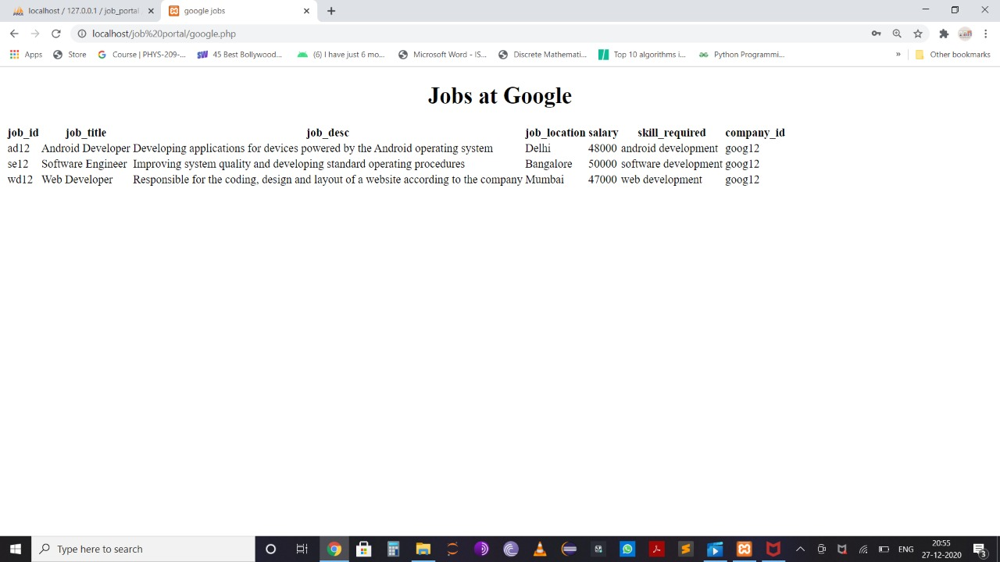 localhost / 127.0.0.1 / job_portal
google jobs
localhost/job%20portal/google.php
Apps Store Course | PHYS-209-... 45 Best Bollywood... (6) I have just 6 mo... Microsoft Word - IS... Discrete Mathemati... Top 10 algorithms i... Python Programmi... » Other bookmarks
Jobs at Google
job_id job_title job_desc job_location salary skill_required company_id
ad12 Android Developer Developing applications for devices powered by the Android operating system Delhi 48000 android development goog12
se12 Software Engineer Improving system quality and developing standard operating procedures Bangalore 50000 software development goog12
wd12 Web Developer Responsible for the coding, design and layout of a website according to the company Mumbai 47000 web development goog12
Type here to search
ENG
20:55
27-12-2020
3